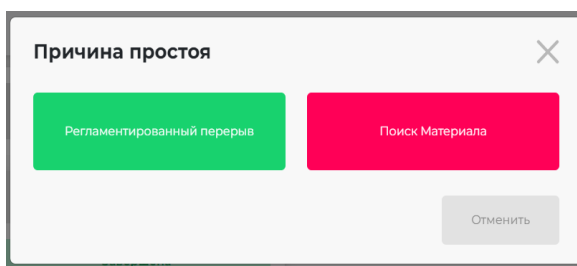 Причина простоя
Регламентированный перерыв
Поиск Материала
Отменить